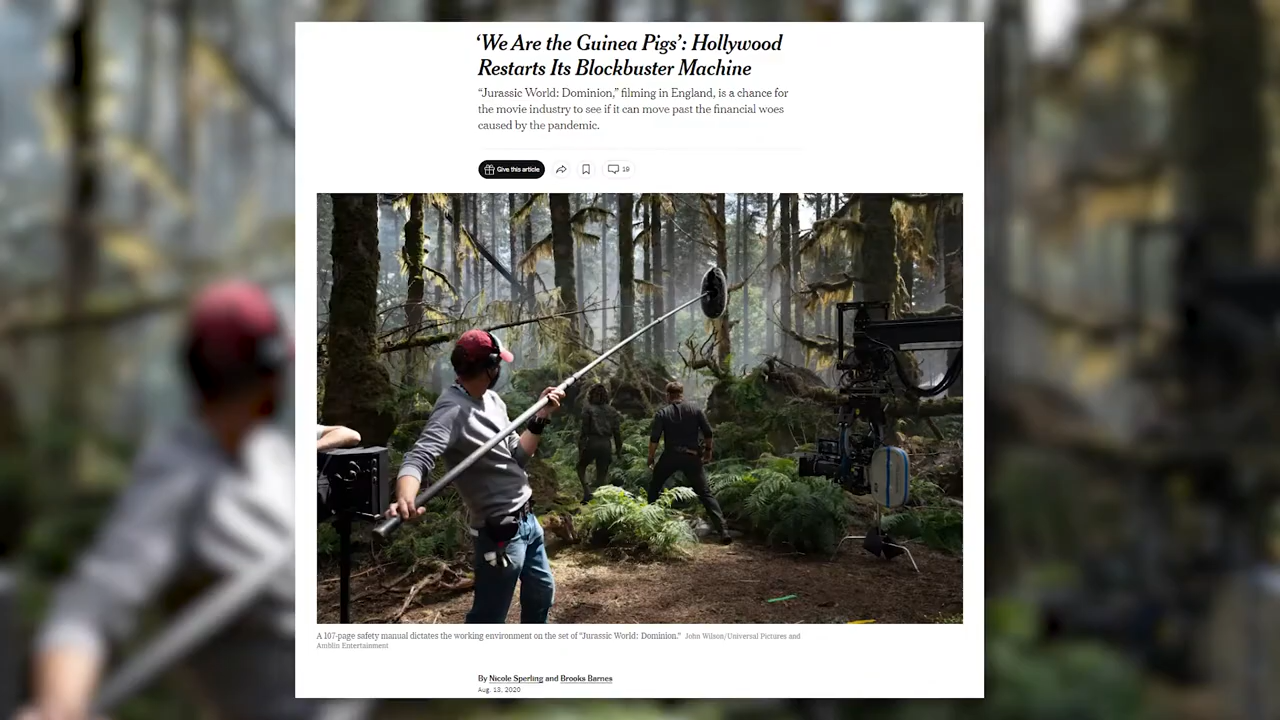 ‘We Are the Guinea Pigs’: Hollywood
Restarts Its Blockbuster Machine
“Jurassic World: Dominion,” filming in England, is a chance for
the movie industry to see if it can move past the financial woes
caused by the pandemic.
Give this article
19
A 107-page safety manual dictates the working environment on the set of “Jurassic World: Dominion.” John Wilson/Universal Pictures and
Amblin Entertainment
By Nicole Sperling and Brooks Barnes
Aug. 13, 2020